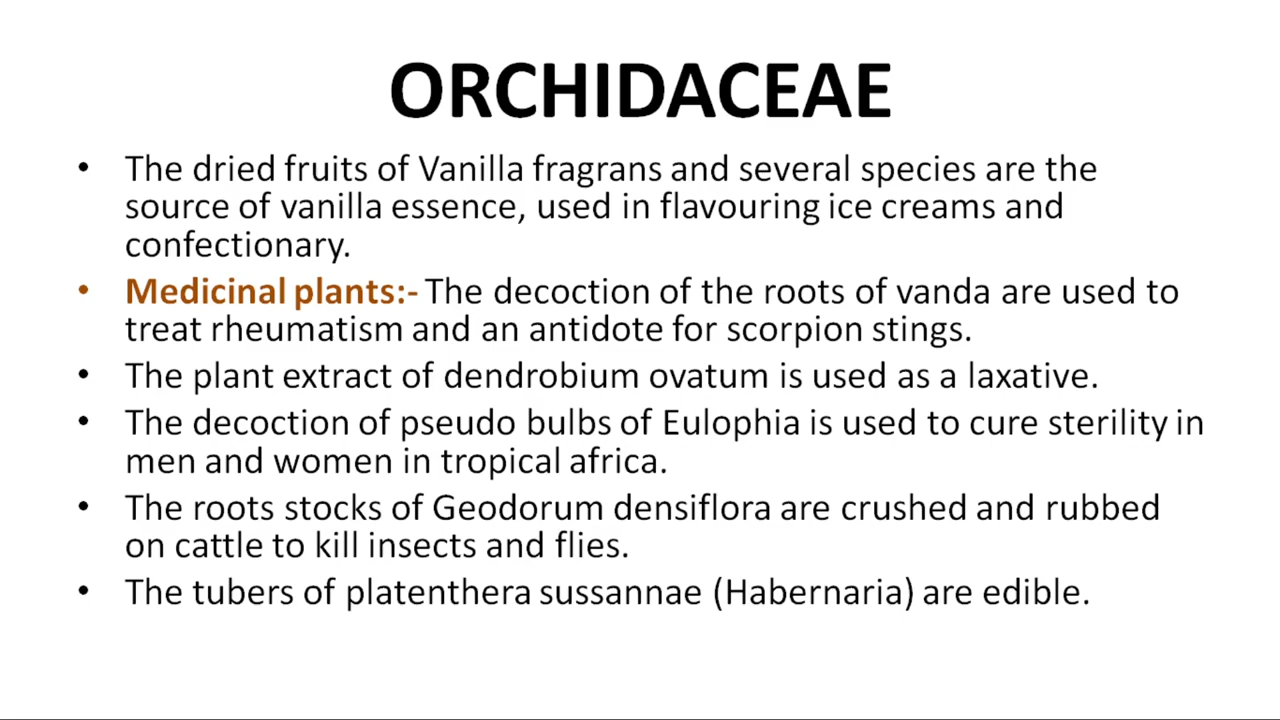 ORCHIDACEAE
• The dried fruits of Vanilla fragrans and several species are the
source of vanilla essence, used in flavouring ice creams and
confectionary.
• Medicinal plants:- The decoction of the roots of vanda are used to
treat rheumatism and an antidote for scorpion stings.
• The plant extract of dendrobium ovatum is used as a laxative.
• The decoction of pseudo bulbs of Eulophia is used to cure sterility in
men and women in tropical africa.
• The roots stocks of Geodorum densiflora are crushed and rubbed
on cattle to kill insects and flies.
• The tubers of platenthera sussannae (Habernaria) are edible.